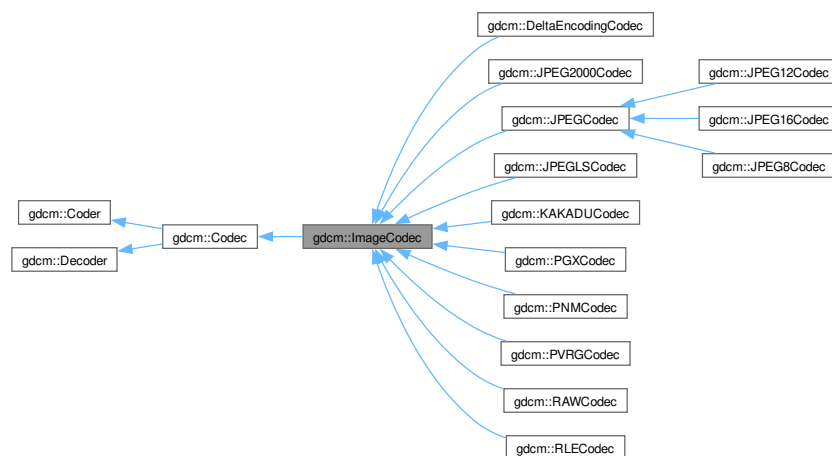 gdcm::DeltaEncodingCodec
gdcm::JPEG2000Codec
gdcm::JPEG12Codec
gdcm::JPEGCodec
gdcm::JPEG16Codec
gdcm::JPEGLSCodec
gdcm::JPEG8Codec
gdcm::Coder
gdcm::KAKADUCodec
gdcm::Codec
gdcm::ImageCodec
gdcm::Decoder
gdcm::PGXCodec
gdcm::PNMCodec
gdcm::PVRGCodec
gdcm::RAWCodec
gdcm::RLECodec